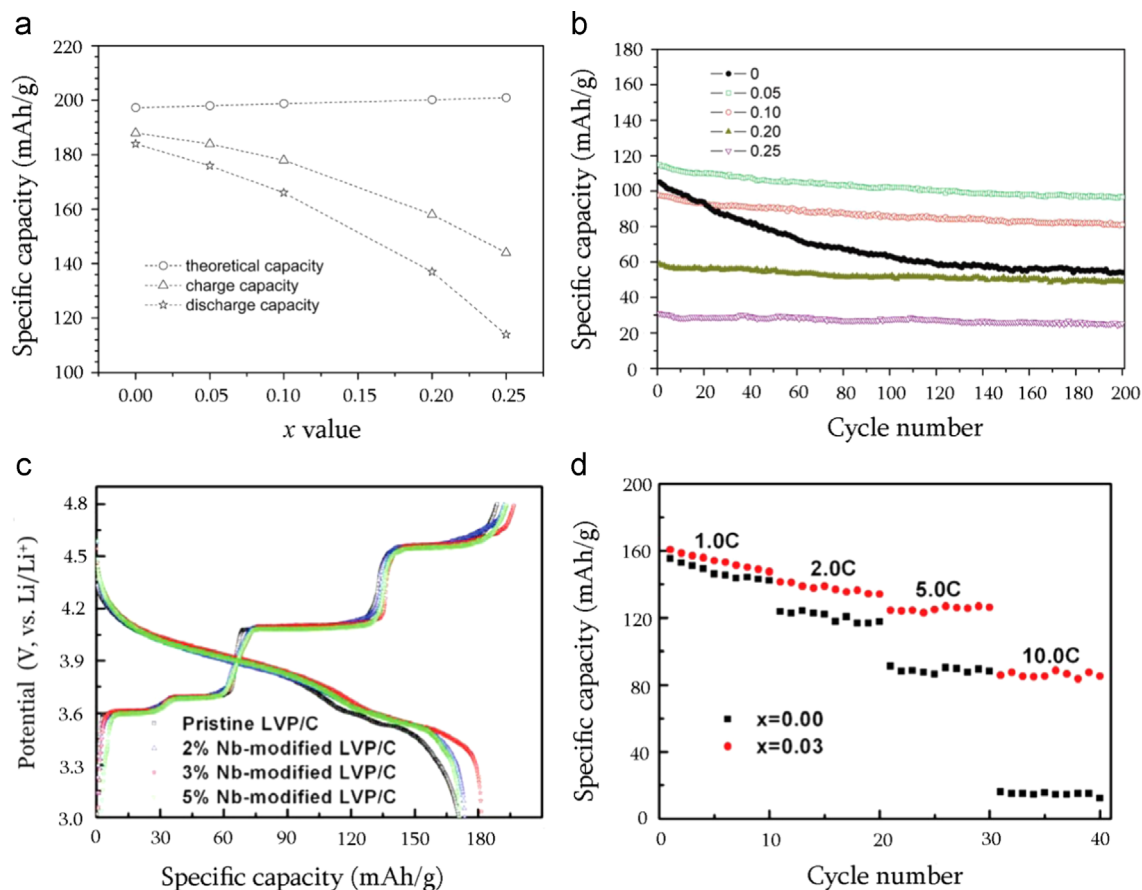 a
220
200
180
160
140
120
100
Specific capacity (mAh/g)
theoretical capacity
charge capacity
discharge capacity
0.00 0.05 0.10 0.15 0.20 0.25
x value
b
180
160
140
120
100
80
60
40
20
0
Specific capacity (mAh/g)
0
0.05
0.10
0.20
0.25
0 20 40 60 80 100 120 140 160 180 200
Cycle number
c
4.8
4.5
4.2
3.9
3.6
3.3
3.0
Potential (V, vs. Li/Li+)
Pristine LVP/C
2% Nb-modified LVP/C
3% Nb-modified LVP/C
5% Nb-modified LVP/C
0 30 60 90 120 150 180
Specific capacity (mAh/g)
d
200
160
120
80
40
0
Specific capacity (mAh/g)
1.0C
2.0C
5.0C
10.0C
x=0.00
x=0.03
0 10 20 30 40
Cycle number